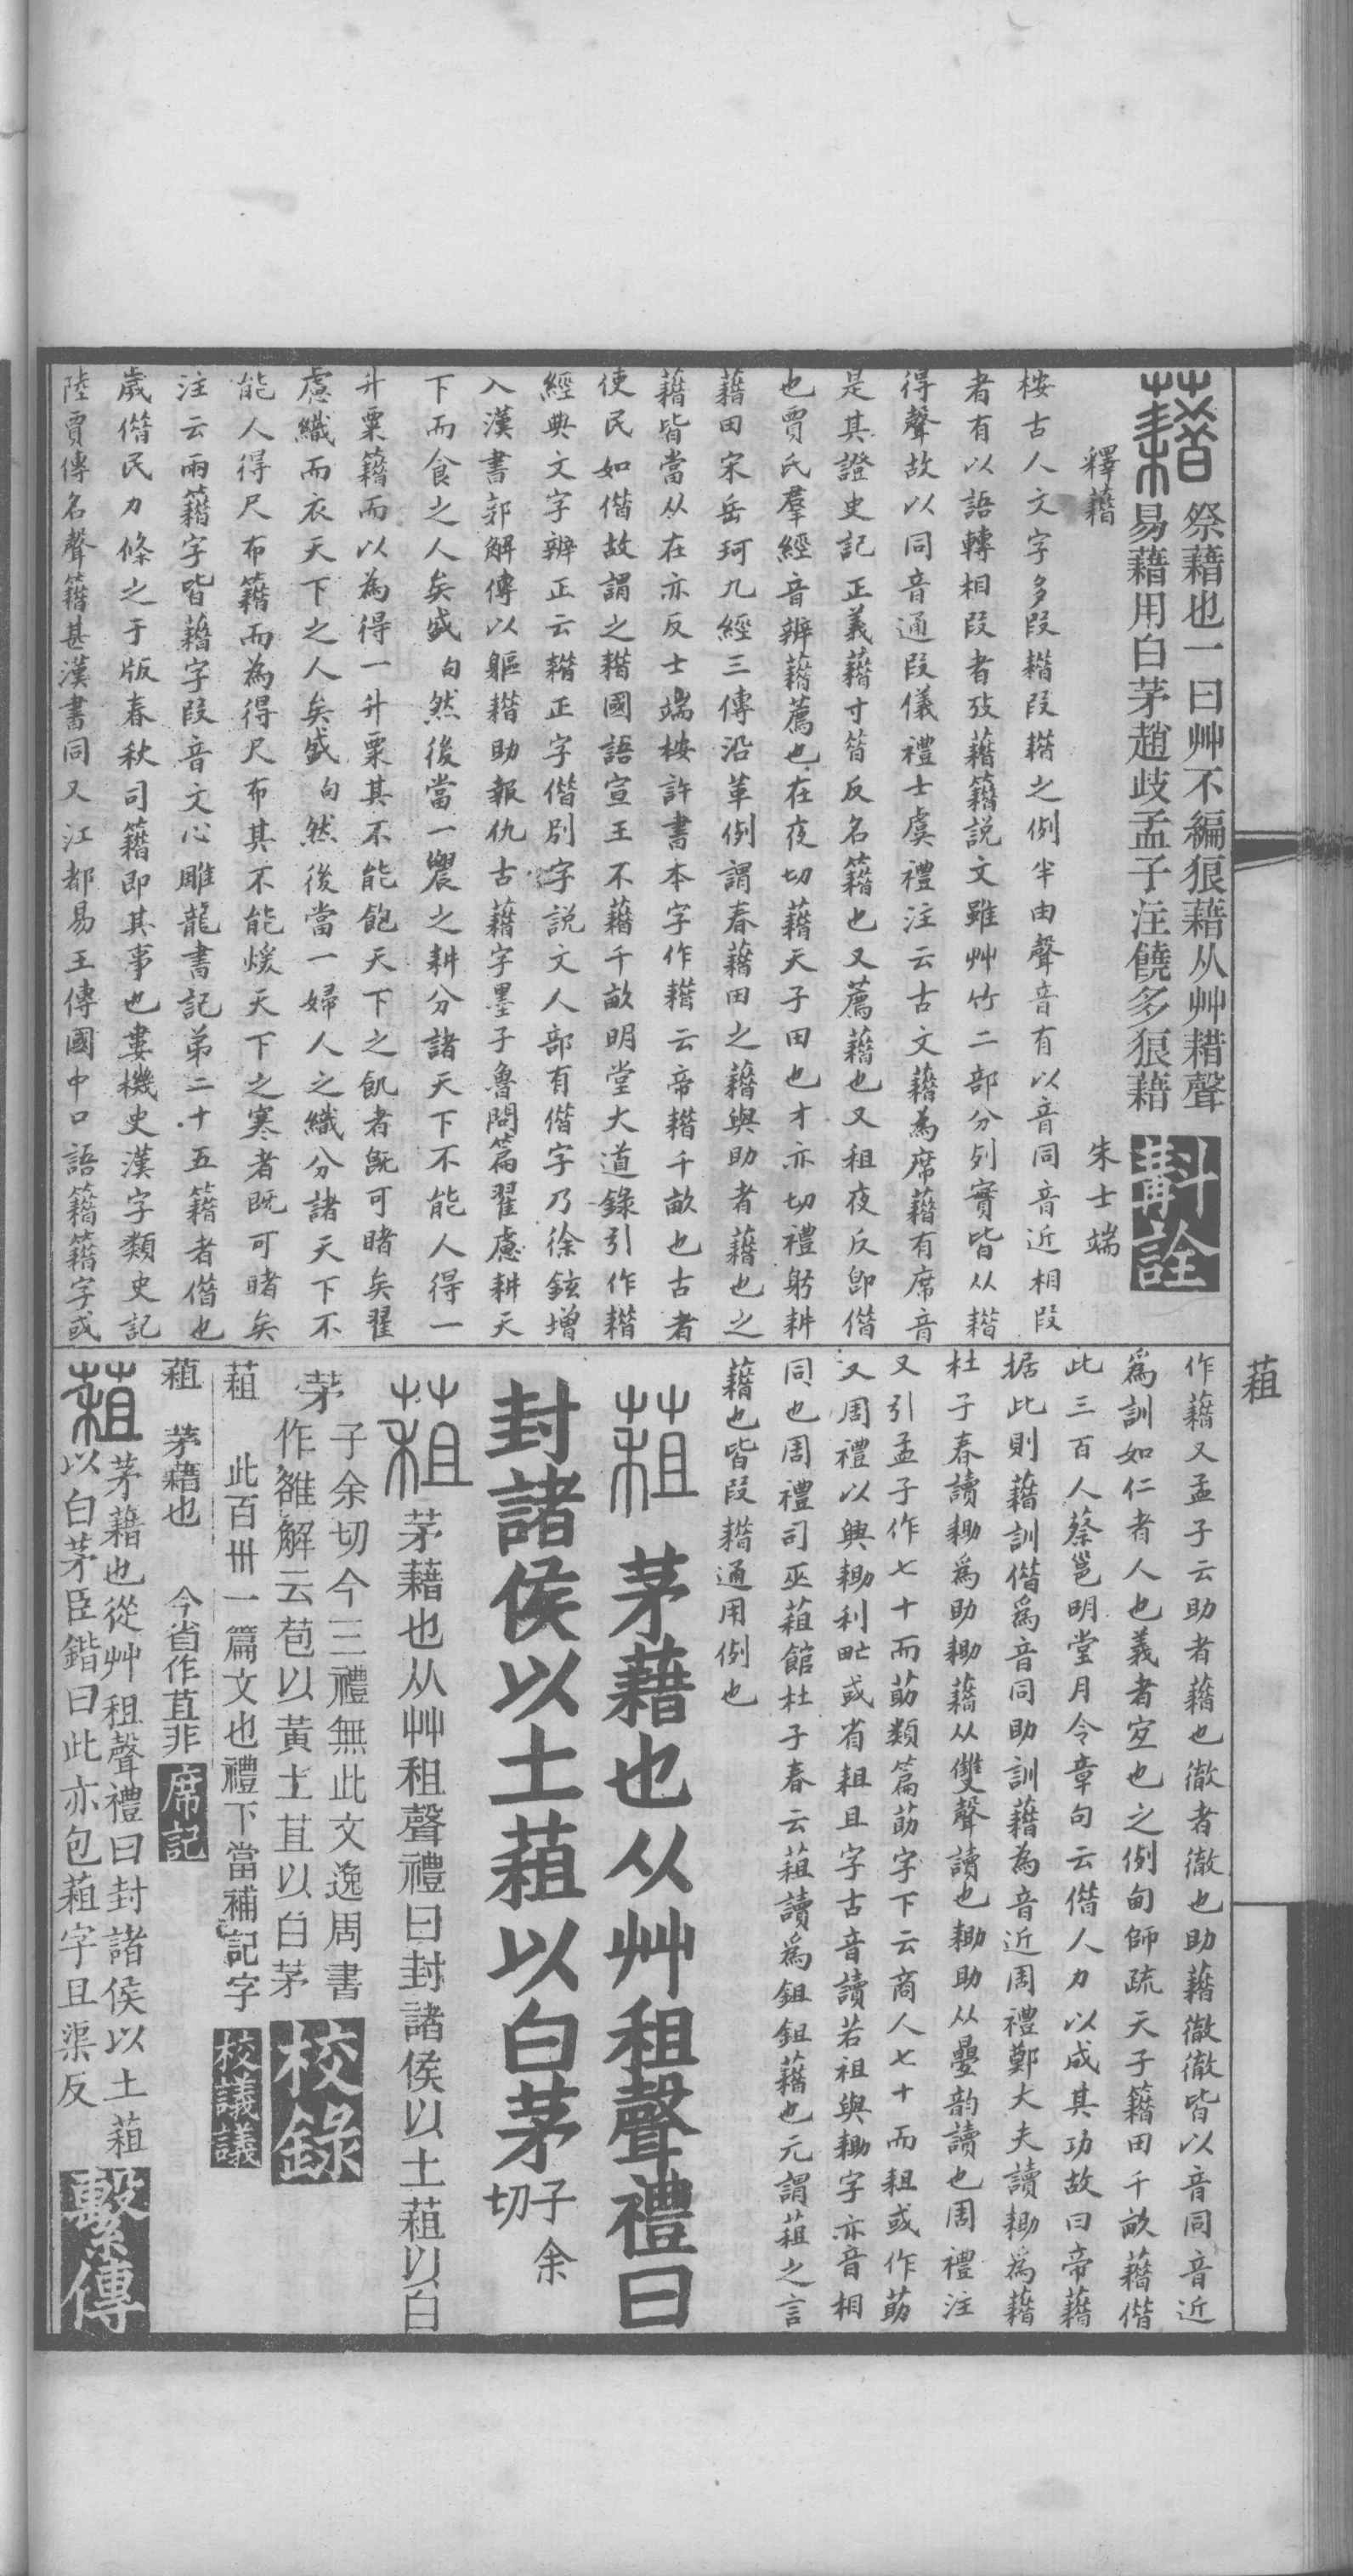 藉 祭藉也一曰艸不編狼藉从艸耤聲
易藉用白茅趙歧孟子注饒多狼藉 斠詮
釋藉 朱士端
桉古人文字多叚耤叚耤之例半由聲音有以音同音近相叚
者有以語轉相叚者攷藉籍説文雖艸竹二部分列實皆从耤
得聲故以同音通叚儀禮士虞禮注云古文藉為席藉有席音
是其證史記正義藉寸昔反名籍也又薦藉也又租夜反卽借
也賈氏羣經音辨藉薦也在夜切藉天子田也才亦切禮躬耕
藉田宋岳珂九經三傳沿革例謂春藉田之藉與助者藉也之
藉皆當从在亦反士端桉許書本字作耤云帝耤千畝也古者
使民如借故謂之耤國語宣王不藉千畝明堂大道錄引作耤
經典文字辨正云耤正字借別字説文人部有借字乃徐鉉增
入漢書郭解傳以軀耤助報仇古藉字墨子魯問篇翟慮耕天
下而食之人矣盛句然後當一農之耕分諸天下不能人得一
升粟籍而以為得一升粟其不能飽天下之飢者旣可睹矣翟
慮織而衣天下之人矣盛句然後當一婦人之織分諸天下不
能人得尺布籍而為得尺布其不能煖天下之寒者既可睹矣
注云兩籍字皆藉字叚音文心雕龍書記第二十五籍者借也
歲借民力條之于版春秋司籍即其事也婁機史漢字類史記
陸賈傳名聲籍甚漢書同又江都易王傳國中口語籍籍字或
作藉又孟子云助者藉也徹者徹也助藉徹徹皆以音同音近
為訓如仁者人也義者宜也之例甸師疏天子籍田千畝藉借
此三百人蔡邕明堂月令章句云借人力以成其功故曰帝藉
据此則藉訓借爲音同助訓藉為音近周禮鄭大夫讀耡爲藉
杜子春讀耡爲助耡藉从雙聲讀也耡助从曡韵讀也周禮注
又引孟子作七十而莇類篇莇字下云商人七十而耝或作莇
又周禮以興耡利甿或省耝且字古音讀若祖與耡字亦音相
同也周禮司巫蒩館杜子春云蒩讀爲鉏鉏藉也元謂蒩之言
藉也皆叚耤通用例也
蒩 茅藉也从艸租聲禮曰
封諸侯以土蒩以白茅子余切
蒩 茅藉也从艸租聲禮曰封諸侯以土蒩以白
茅 子余切今三禮無此文逸周書
作雒解云苞以黃土苴以白茅 校錄
蒩 此百卌一篇文也禮下當補記字 校議議
蒩 茅藉也 今省作苴非 席記
蒩 茅藉也從艸租聲禮曰封諸侯以土蒩
以白茅臣鍇曰此亦包蒩字且渠反 繫傳
蒩